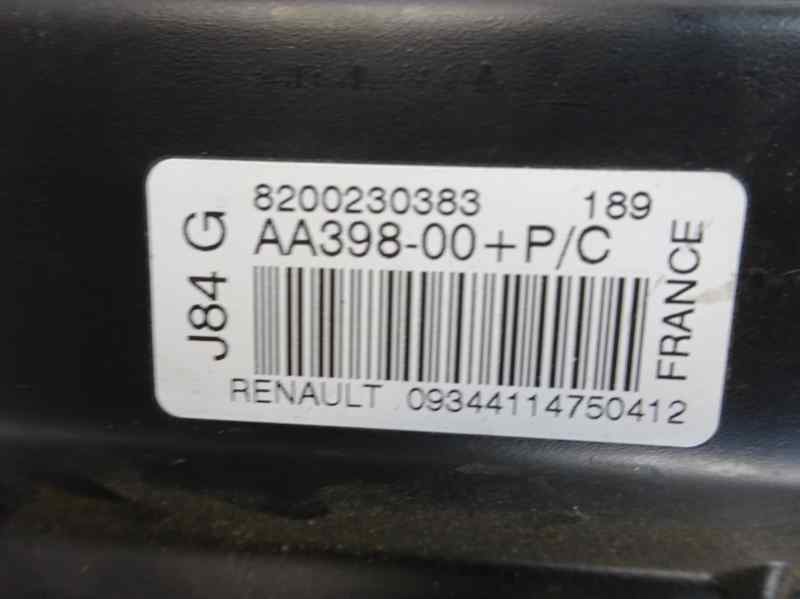 J84 G
8200230383 189
AA398-00+P/C
RENAULT 09344114750412
FRANCE